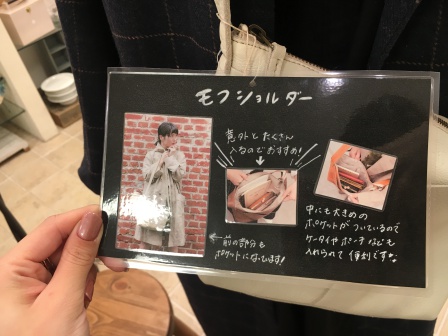 モフショルダー
意外とたくさん
入るのでおすすめ!
←前の部分も
ポケットになっています!
中にも大きめの
ポケットがついているので
ケータイやポーチなども
入れられて便利ですな